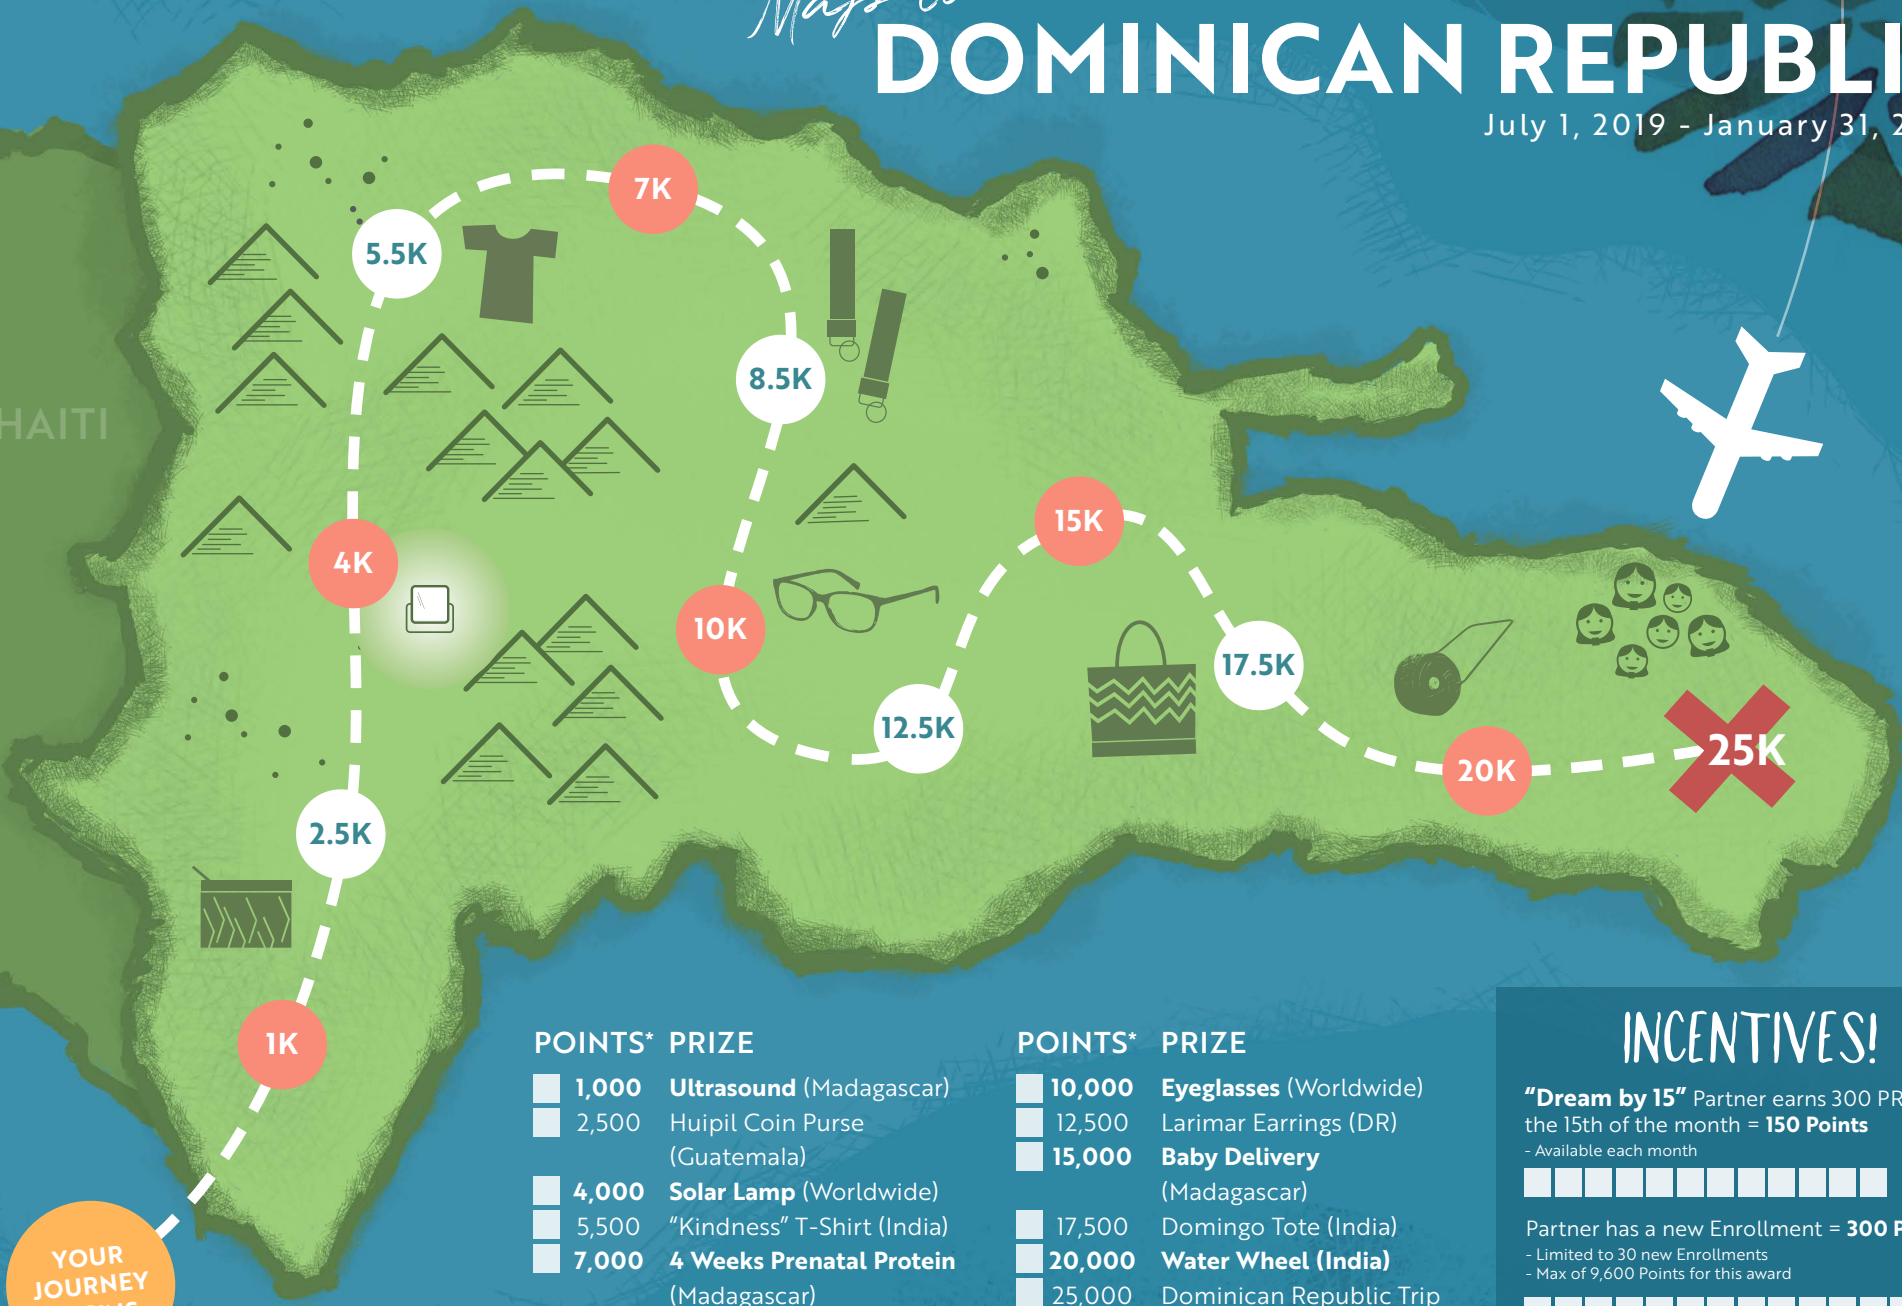 Maps to
DOMINICAN REPUBLI
July 1, 2019 - January 31, 2
HAITI
7K
5.5K
8.5K
15K
4K
10K
17.5K
12.5K
25K
20K
2.5K
1K
YOUR
JOURNEY
POINTS* PRIZE
1,000 Ultrasound (Madagascar)
2,500 Huipil Coin Purse
(Guatemala)
4,000 Solar Lamp (Worldwide)
5,500 “Kindness” T-Shirt (India)
7,000 4 Weeks Prenatal Protein
(Madagascar)
POINTS* PRIZE
10,000 Eyeglasses (Worldwide)
12,500 Larimar Earrings (DR)
15,000 Baby Delivery
(Madagascar)
17,500 Domingo Tote (India)
20,000 Water Wheel (India)
25,000 Dominican Republic Trip
INCENTIVES!
“Dream by 15” Partner earns 300 PR
the 15th of the month = 150 Points
- Available each month
Partner has a new Enrollment = 300 P
- Limited to 30 new Enrollments
- Max of 9,600 Points for this award